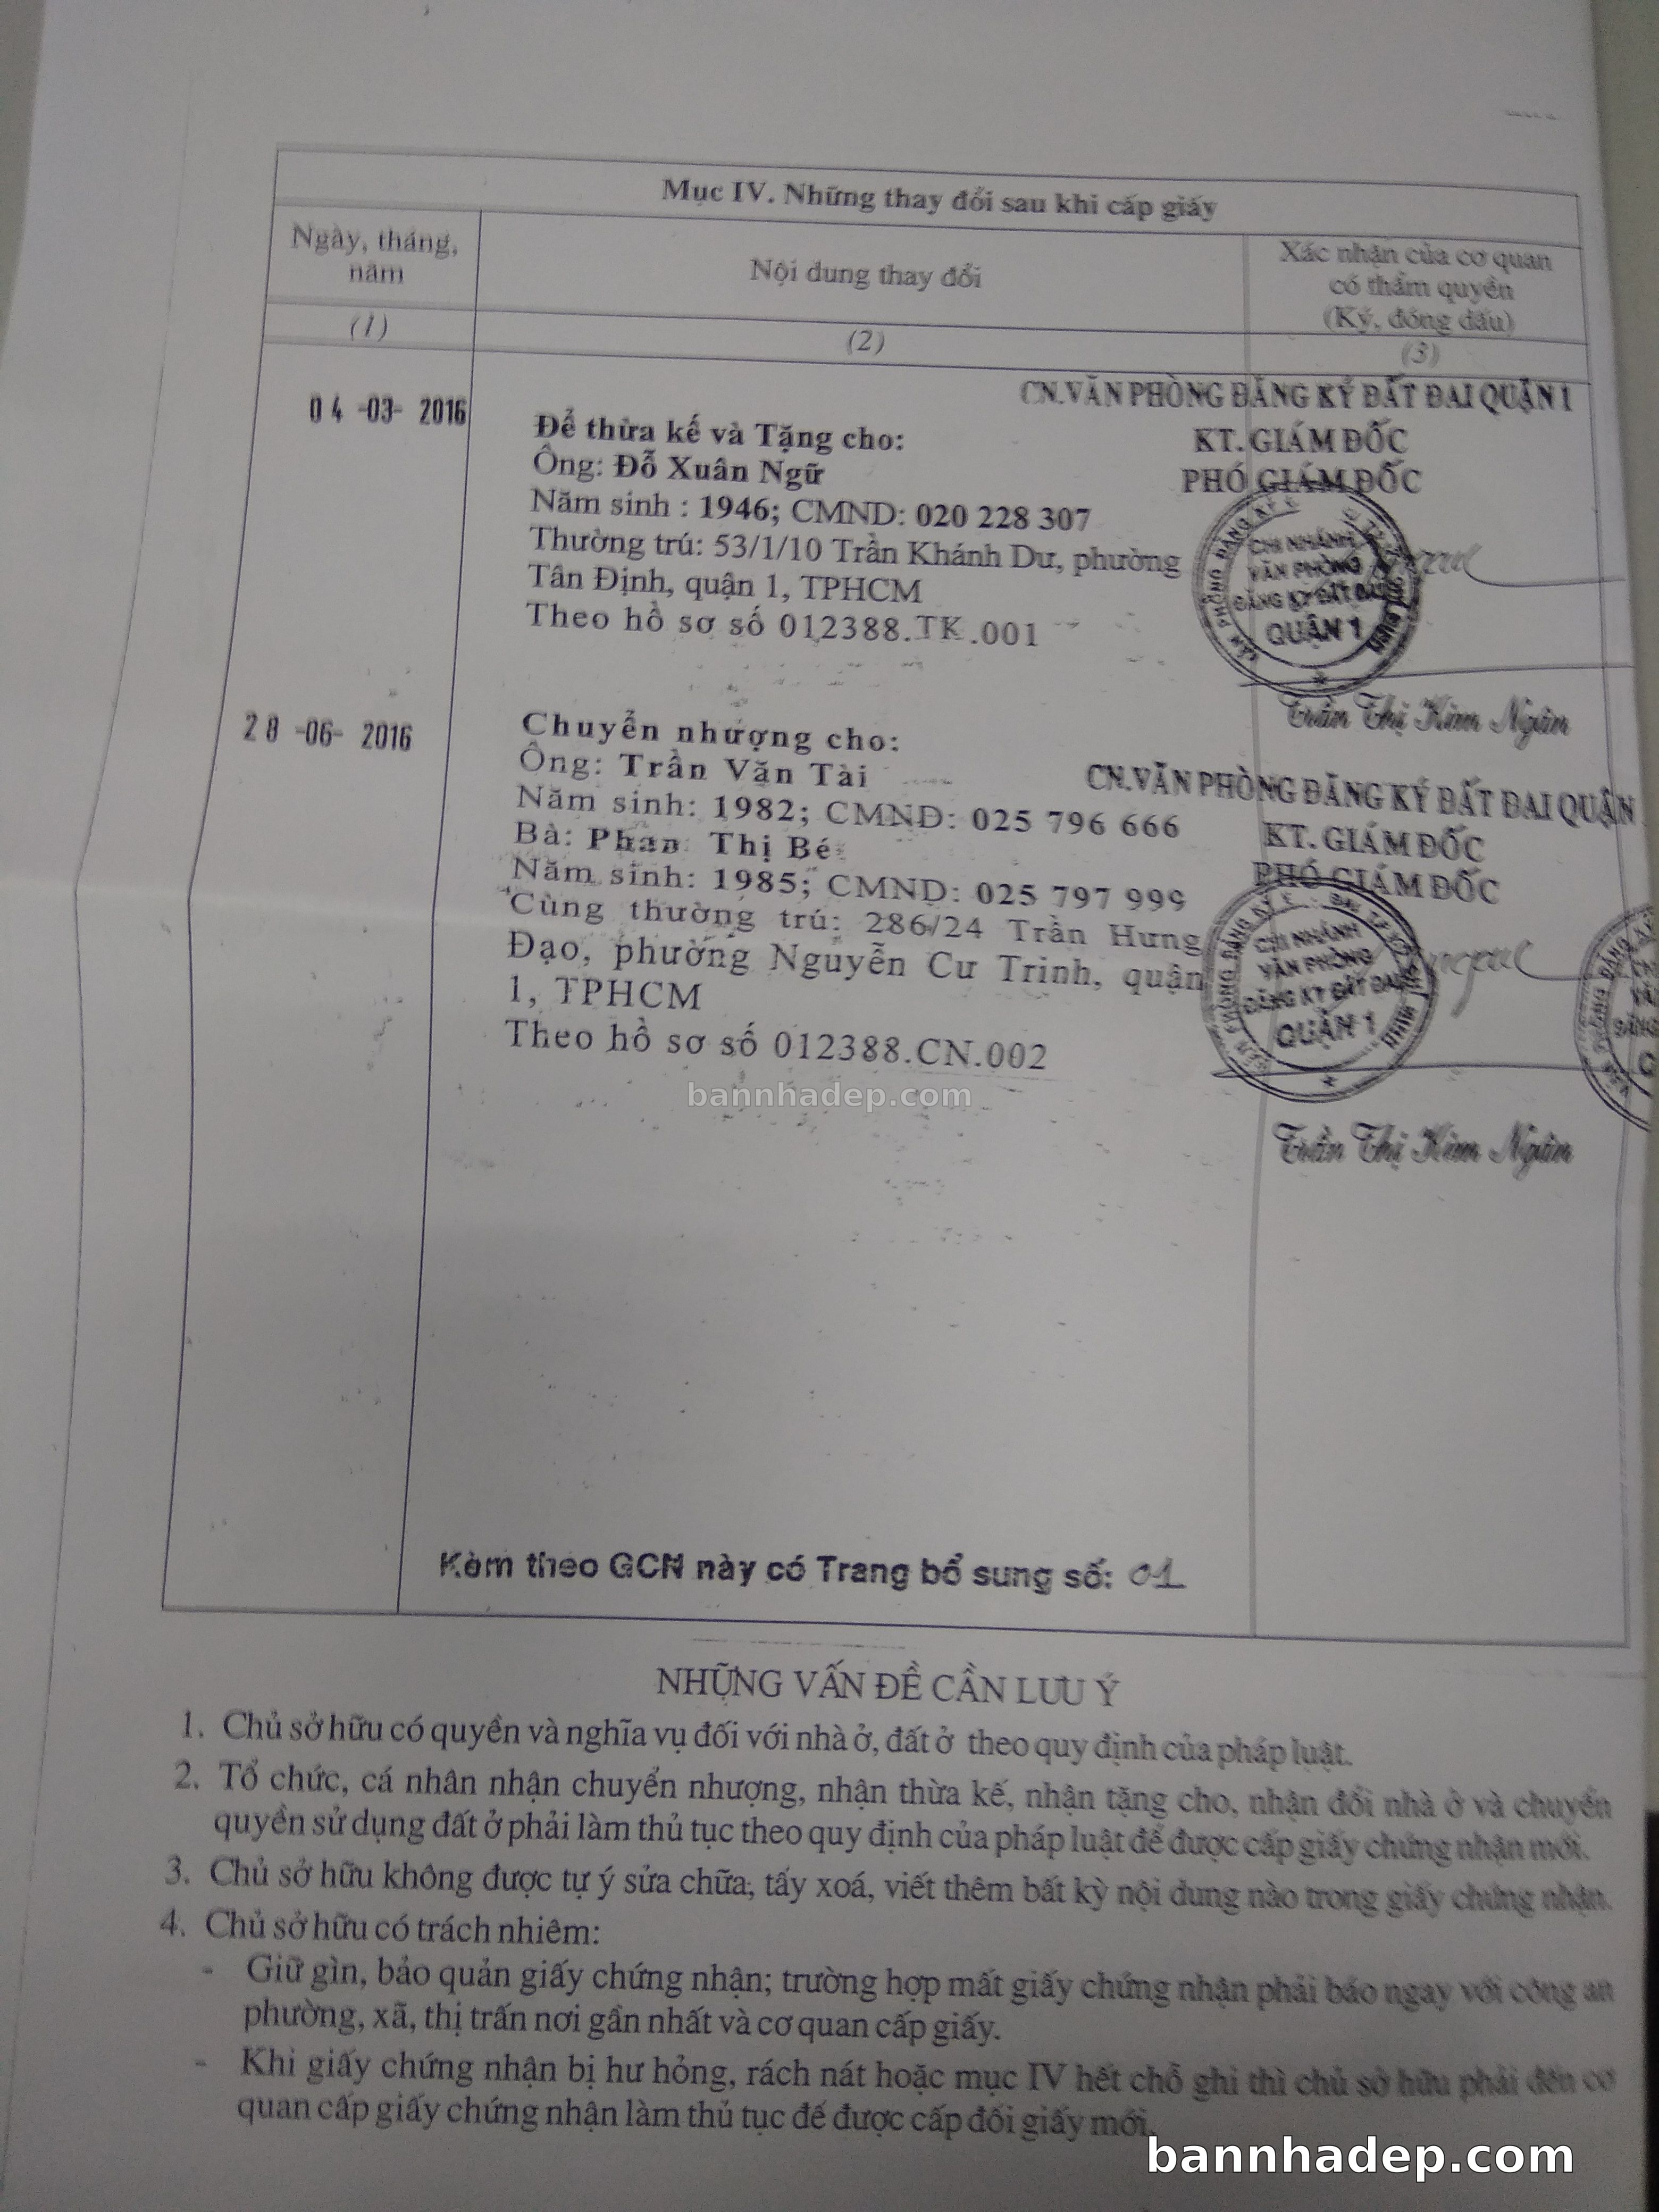 Mục IV. Những thay đổi sau khi cấp giấy
Ngày, tháng,
năm
Nội dung thay đổi
Xác nhận của cơ quan
có thẩm quyền
(Ký, đóng dấu)
(1)
(2)
(3)
04 -03- 2016
Để thừa kế và Tặng cho:
Ông: Đỗ Xuân Ngữ
Năm sinh : 1946; CMND: 020 228 307
Thường trú: 53/1/10 Trần Khánh Dư, phường
Tân Định, quận 1, TPHCM
Theo hồ sơ số 012388.TK.001
CN.VĂN PHÒNG ĐĂNG KÝ ĐẤT ĐAI QUẬN 1
KT. GIÁM ĐỐC
PHÓ GIÁM ĐỐC
CHI NHÁNH
VĂN PHÒNG
ĐĂNG KÝ ĐẤT ĐAI
QUẬN 1
Trần Thị Kim Ngân
28 -06- 2016
Chuyển nhượng cho:
Ông: Trần Văn Tài
Năm sinh: 1982; CMND: 025 796 666
Bà: Phan Thị Bé
Năm sinh: 1985; CMND: 025 797 999
Cùng thường trú: 286/24 Trần Hưng
Đạo, phường Nguyễn Cư Trinh, quận
1, TPHCM
Theo hồ sơ số 012388.CN.002
CN.VĂN PHÒNG ĐĂNG KÝ ĐẤT ĐAI QUẬN
KT. GIÁM ĐỐC
PHÓ GIÁM ĐỐC
CHI NHÁNH
VĂN PHÒNG
ĐĂNG KÝ ĐẤT ĐAI
QUẬN 1
Trần Thị Kim Ngân
bannhadep.com
Kèm theo GCN này có Trang bổ sung số: 01
NHỮNG VẤN ĐỀ CẦN LƯU Ý
1. Chủ sở hữu có quyền và nghĩa vụ đối với nhà ở, đất ở theo quy định của pháp luật.
2. Tổ chức, cá nhân nhận chuyển nhượng, nhận thừa kế, nhận tặng cho, nhận đổi nhà ở và chuyển
quyền sử dụng đất ở phải làm thủ tục theo quy định của pháp luật để được cấp giấy chứng nhận mới.
3. Chủ sở hữu không được tự ý sửa chữa, tẩy xoá, viết thêm bất kỳ nội dung nào trong giấy chứng nhận.
4. Chủ sở hữu có trách nhiêm:
- Giữ gìn, bảo quản giấy chứng nhận; trường hợp mất giấy chứng nhận phải báo ngay với công an
phường, xã, thị trấn nơi gần nhất và cơ quan cấp giấy.
- Khi giấy chứng nhận bị hư hỏng, rách nát hoặc mục IV hết chỗ ghi thì chủ sở hữu phải đến cơ
quan cấp giấy chứng nhận làm thủ tục để được cấp đổi giấy mới.
bannhadep.com